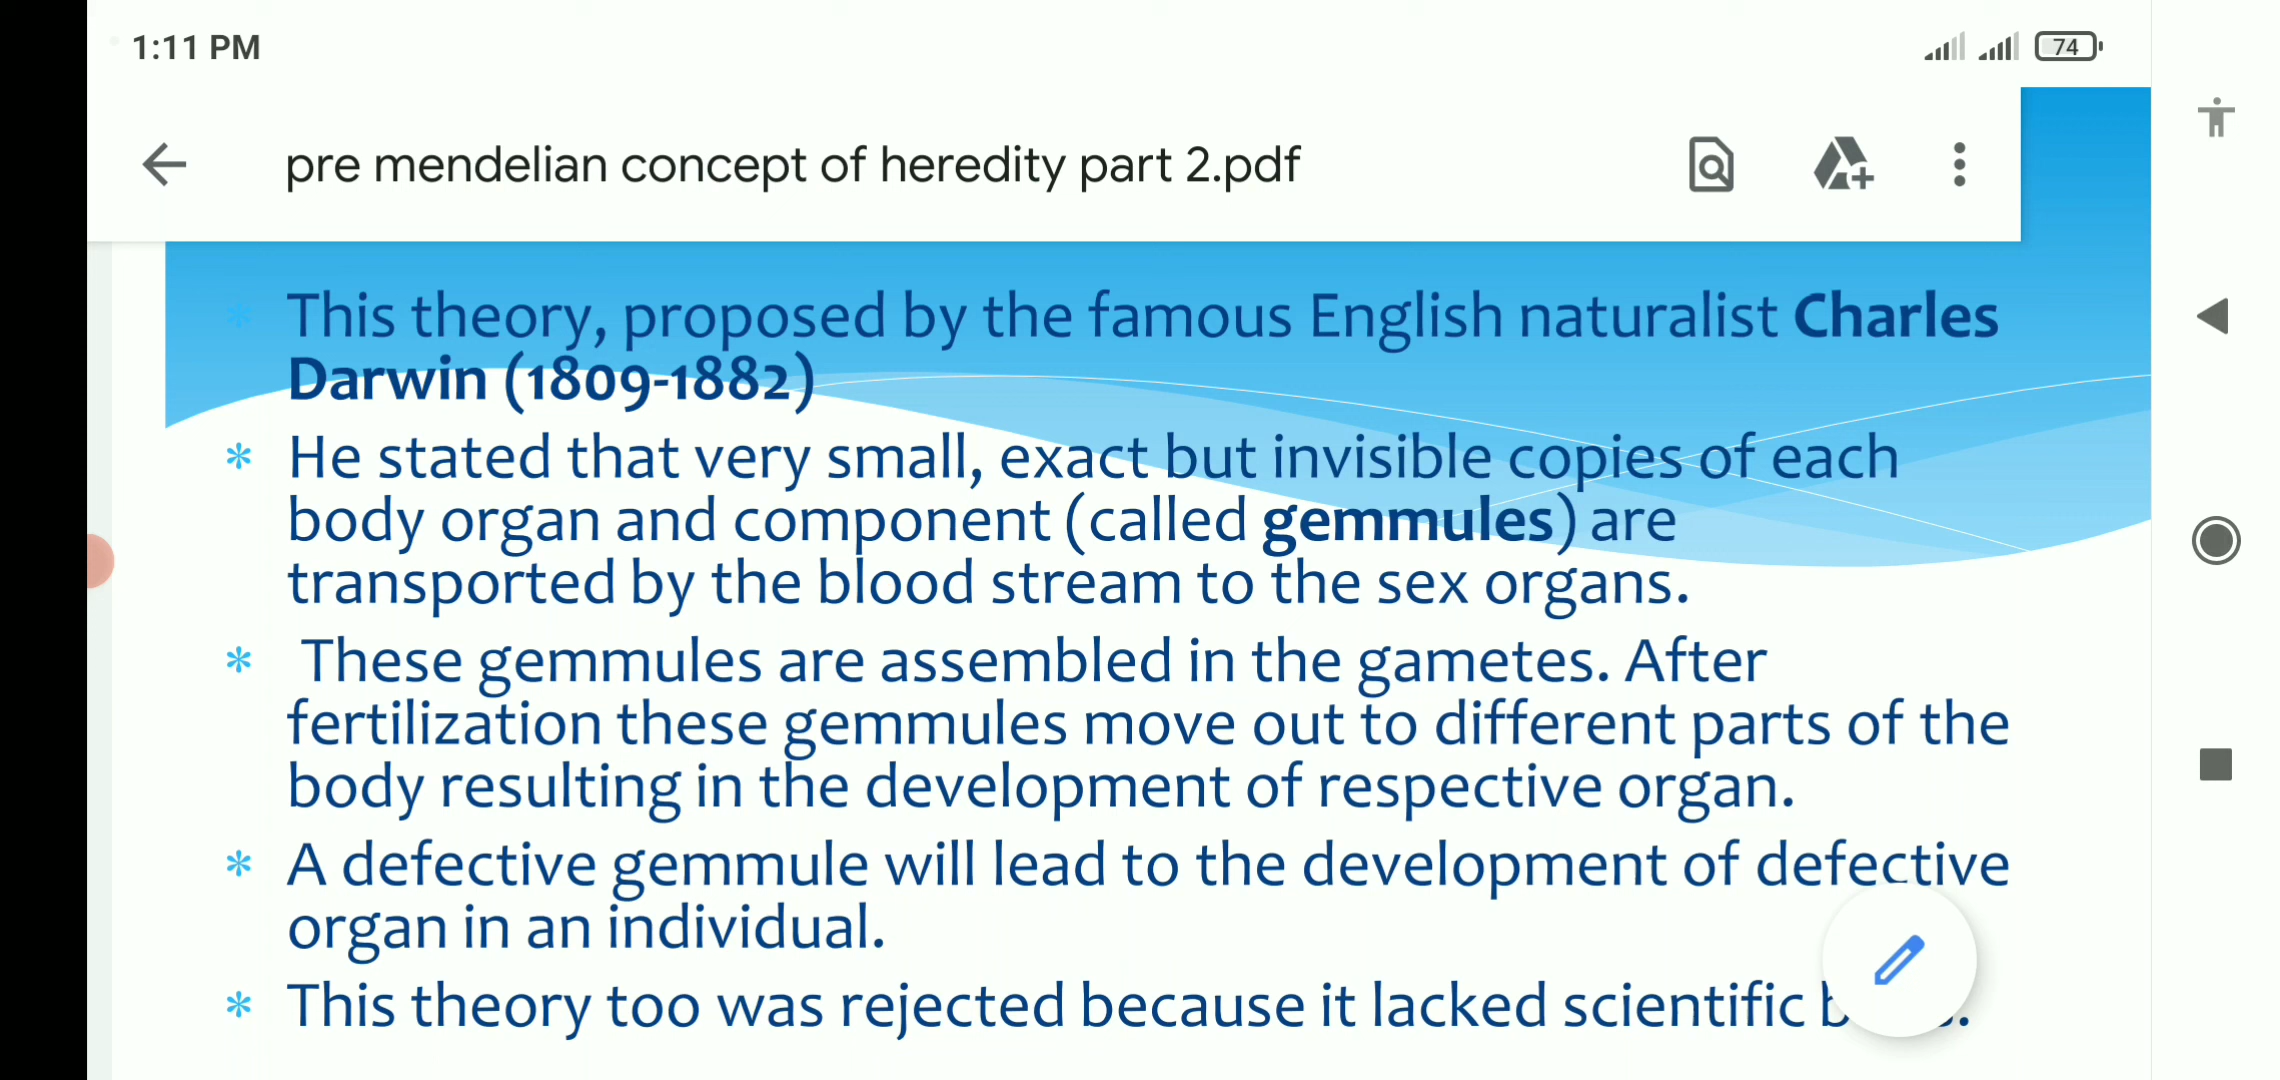 1:11 PM
74
pre mendelian concept of heredity part 2.pdf
* This theory, proposed by the famous English naturalist Charles
Darwin (1809-1882)
* He stated that very small, exact but invisible copies of each
body organ and component (called gemmules) are
transported by the blood stream to the sex organs.
* These gemmules are assembled in the gametes. After
fertilization these gemmules move out to different parts of the
body resulting in the development of respective organ.
* A defective gemmule will lead to the development of defective
organ in an individual.
* This theory too was rejected because it lacked scientific